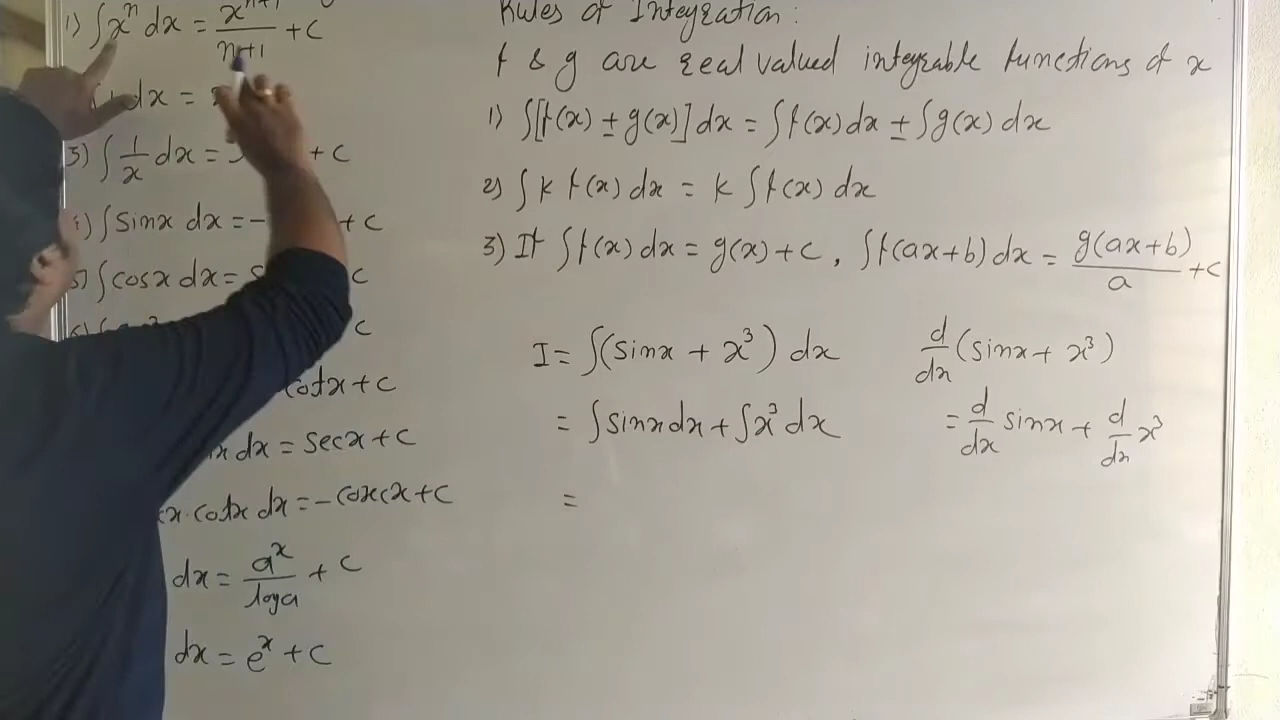 1) ∫xⁿ dx = xⁿ⁺¹/n+1 + c
dx =
3) ∫ 1/x dx = + c
) ∫sinx dx = - + c
) ∫cosx dx = c
c
cotx + c
dx = secx + c
x·cotx dx = -cosecx + c
dx = aˣ/loga + c
dx = eˣ + c
Rules of Integration:
f & g are real valued integrable functions of x
1) ∫[f(x) ± g(x)] dx = ∫f(x) dx ± ∫g(x) dx
2) ∫k f(x) dx = k ∫f(x) dx
3) If ∫f(x) dx = g(x) + c, ∫f(ax+b) dx = g(ax+b)/a + c
I = ∫(sinx + x³) dx
= ∫sinx dx + ∫x³ dx
=
d/dx (sinx + x³)
= d/dx sinx + d/dx x³